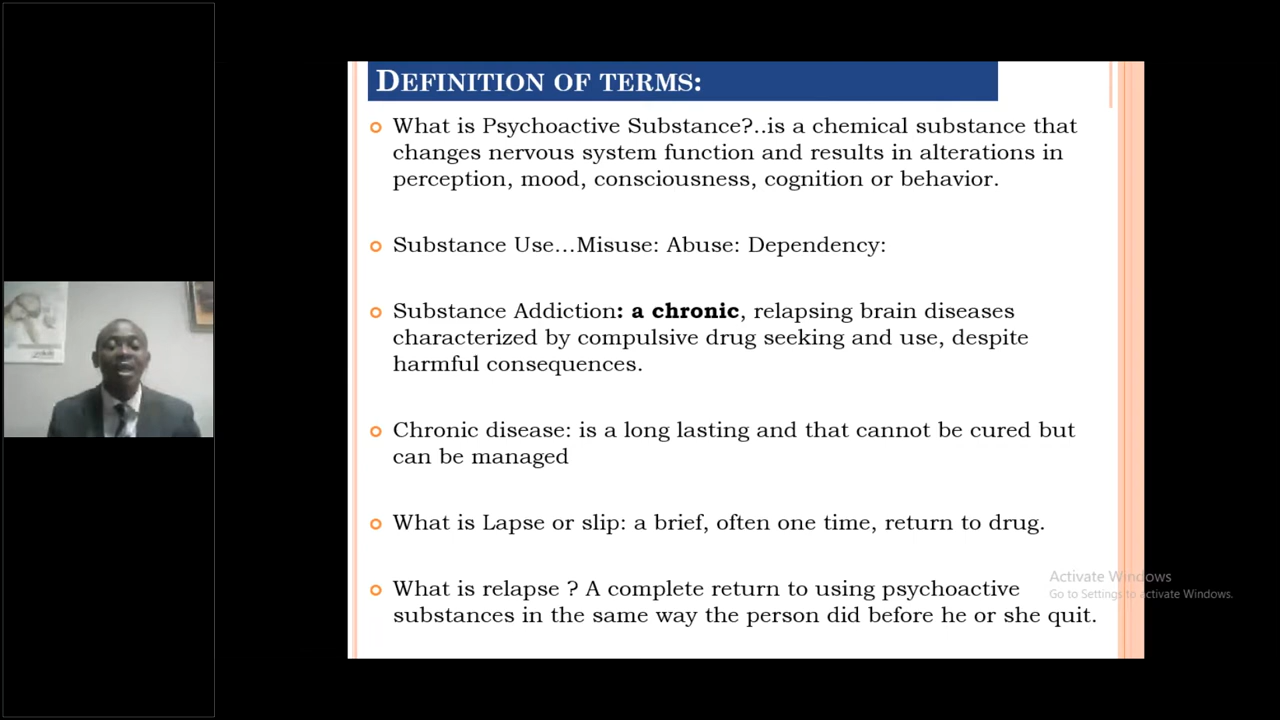 DEFINITION OF TERMS:
What is Psychoactive Substance?..is a chemical substance that
changes nervous system function and results in alterations in
perception, mood, consciousness, cognition or behavior.
Substance Use…Misuse: Abuse: Dependency:
Substance Addiction: a chronic, relapsing brain diseases
characterized by compulsive drug seeking and use, despite
harmful consequences.
Chronic disease: is a long lasting and that cannot be cured but
can be managed
What is Lapse or slip: a brief, often one time, return to drug.
What is relapse ? A complete return to using psychoactive
substances in the same way the person did before he or she quit.
Activate Windows
Go to Settings to activate Windows.